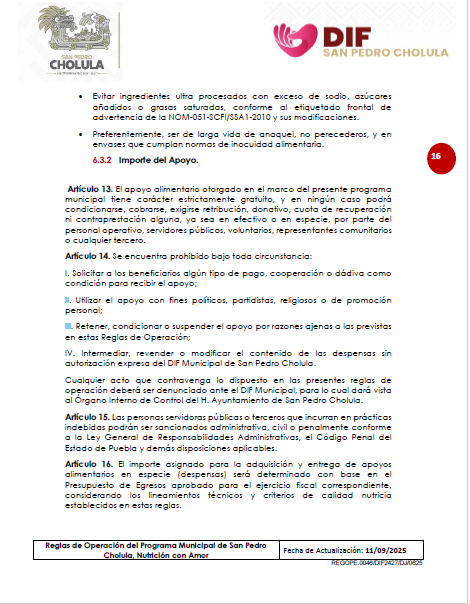 SAN PEDRO
CHOLULA
DIF
SAN PEDRO CHOLULA
• Evitar ingredientes ultra procesados con exceso de sodio, azúcares
añadidos o grasas saturadas, conforme al etiquetado frontal de
advertencia de la NOM-051-SCFI/SSA1-2010 y sus modificaciones.
• Preferentemente, ser de larga vida de anaquel, no perecederos, y en
envases que cumplan normas de inocuidad alimentaria.
16
6.3.2 Importe del Apoyo.
Artículo 13. El apoyo alimentario otorgado en el marco del presente programa
municipal tiene carácter estrictamente gratuito, y en ningún caso podrá
condicionarse, cobrarse, exigirse retribución, donativo, cuota de recuperación
ni contraprestación alguna, ya sea en efectivo o en especie, por parte del
personal operativo, servidores públicos, voluntarios, representantes comunitarios
o cualquier tercero.
Artículo 14. Se encuentra prohibido bajo toda circunstancia:
I. Solicitar a los beneficiarios algún tipo de pago, cooperación o dádiva como
condición para recibir el apoyo;
II. Utilizar el apoyo con fines políticos, partidistas, religiosos o de promoción
personal;
III. Retener, condicionar o suspender el apoyo por razones ajenas a las previstas
en estas Reglas de Operación;
IV. Intermediar, revender o modificar el contenido de las despensas sin
autorización expresa del DIF Municipal de San Pedro Cholula.
Cualquier acto que contravenga lo dispuesto en las presentes reglas de
operación deberá ser denunciado ante el DIF Municipal, para lo cual dará vista
al Órgano Interno de Control del H. Ayuntamiento de San Pedro Cholula.
Artículo 15. Las personas servidoras públicas o terceros que incurran en prácticas
indebidas podrán ser sancionados administrativa, civil o penalmente conforme
a la Ley General de Responsabilidades Administrativas, el Código Penal del
Estado de Puebla y demás disposiciones aplicables.
Artículo 16. El importe asignado para la adquisición y entrega de apoyos
alimentarios en especie (despensas) será determinado con base en el
Presupuesto de Egresos aprobado para el ejercicio fiscal correspondiente,
considerando los lineamientos técnicos y criterios de calidad nutricia
establecidos en estas reglas.
Reglas de Operación del Programa Municipal de San Pedro
Cholula, Nutrición con Amor
Fecha de Actualización: 11/09/2025
REGOPE.0046/DIF2427/DJ/0625